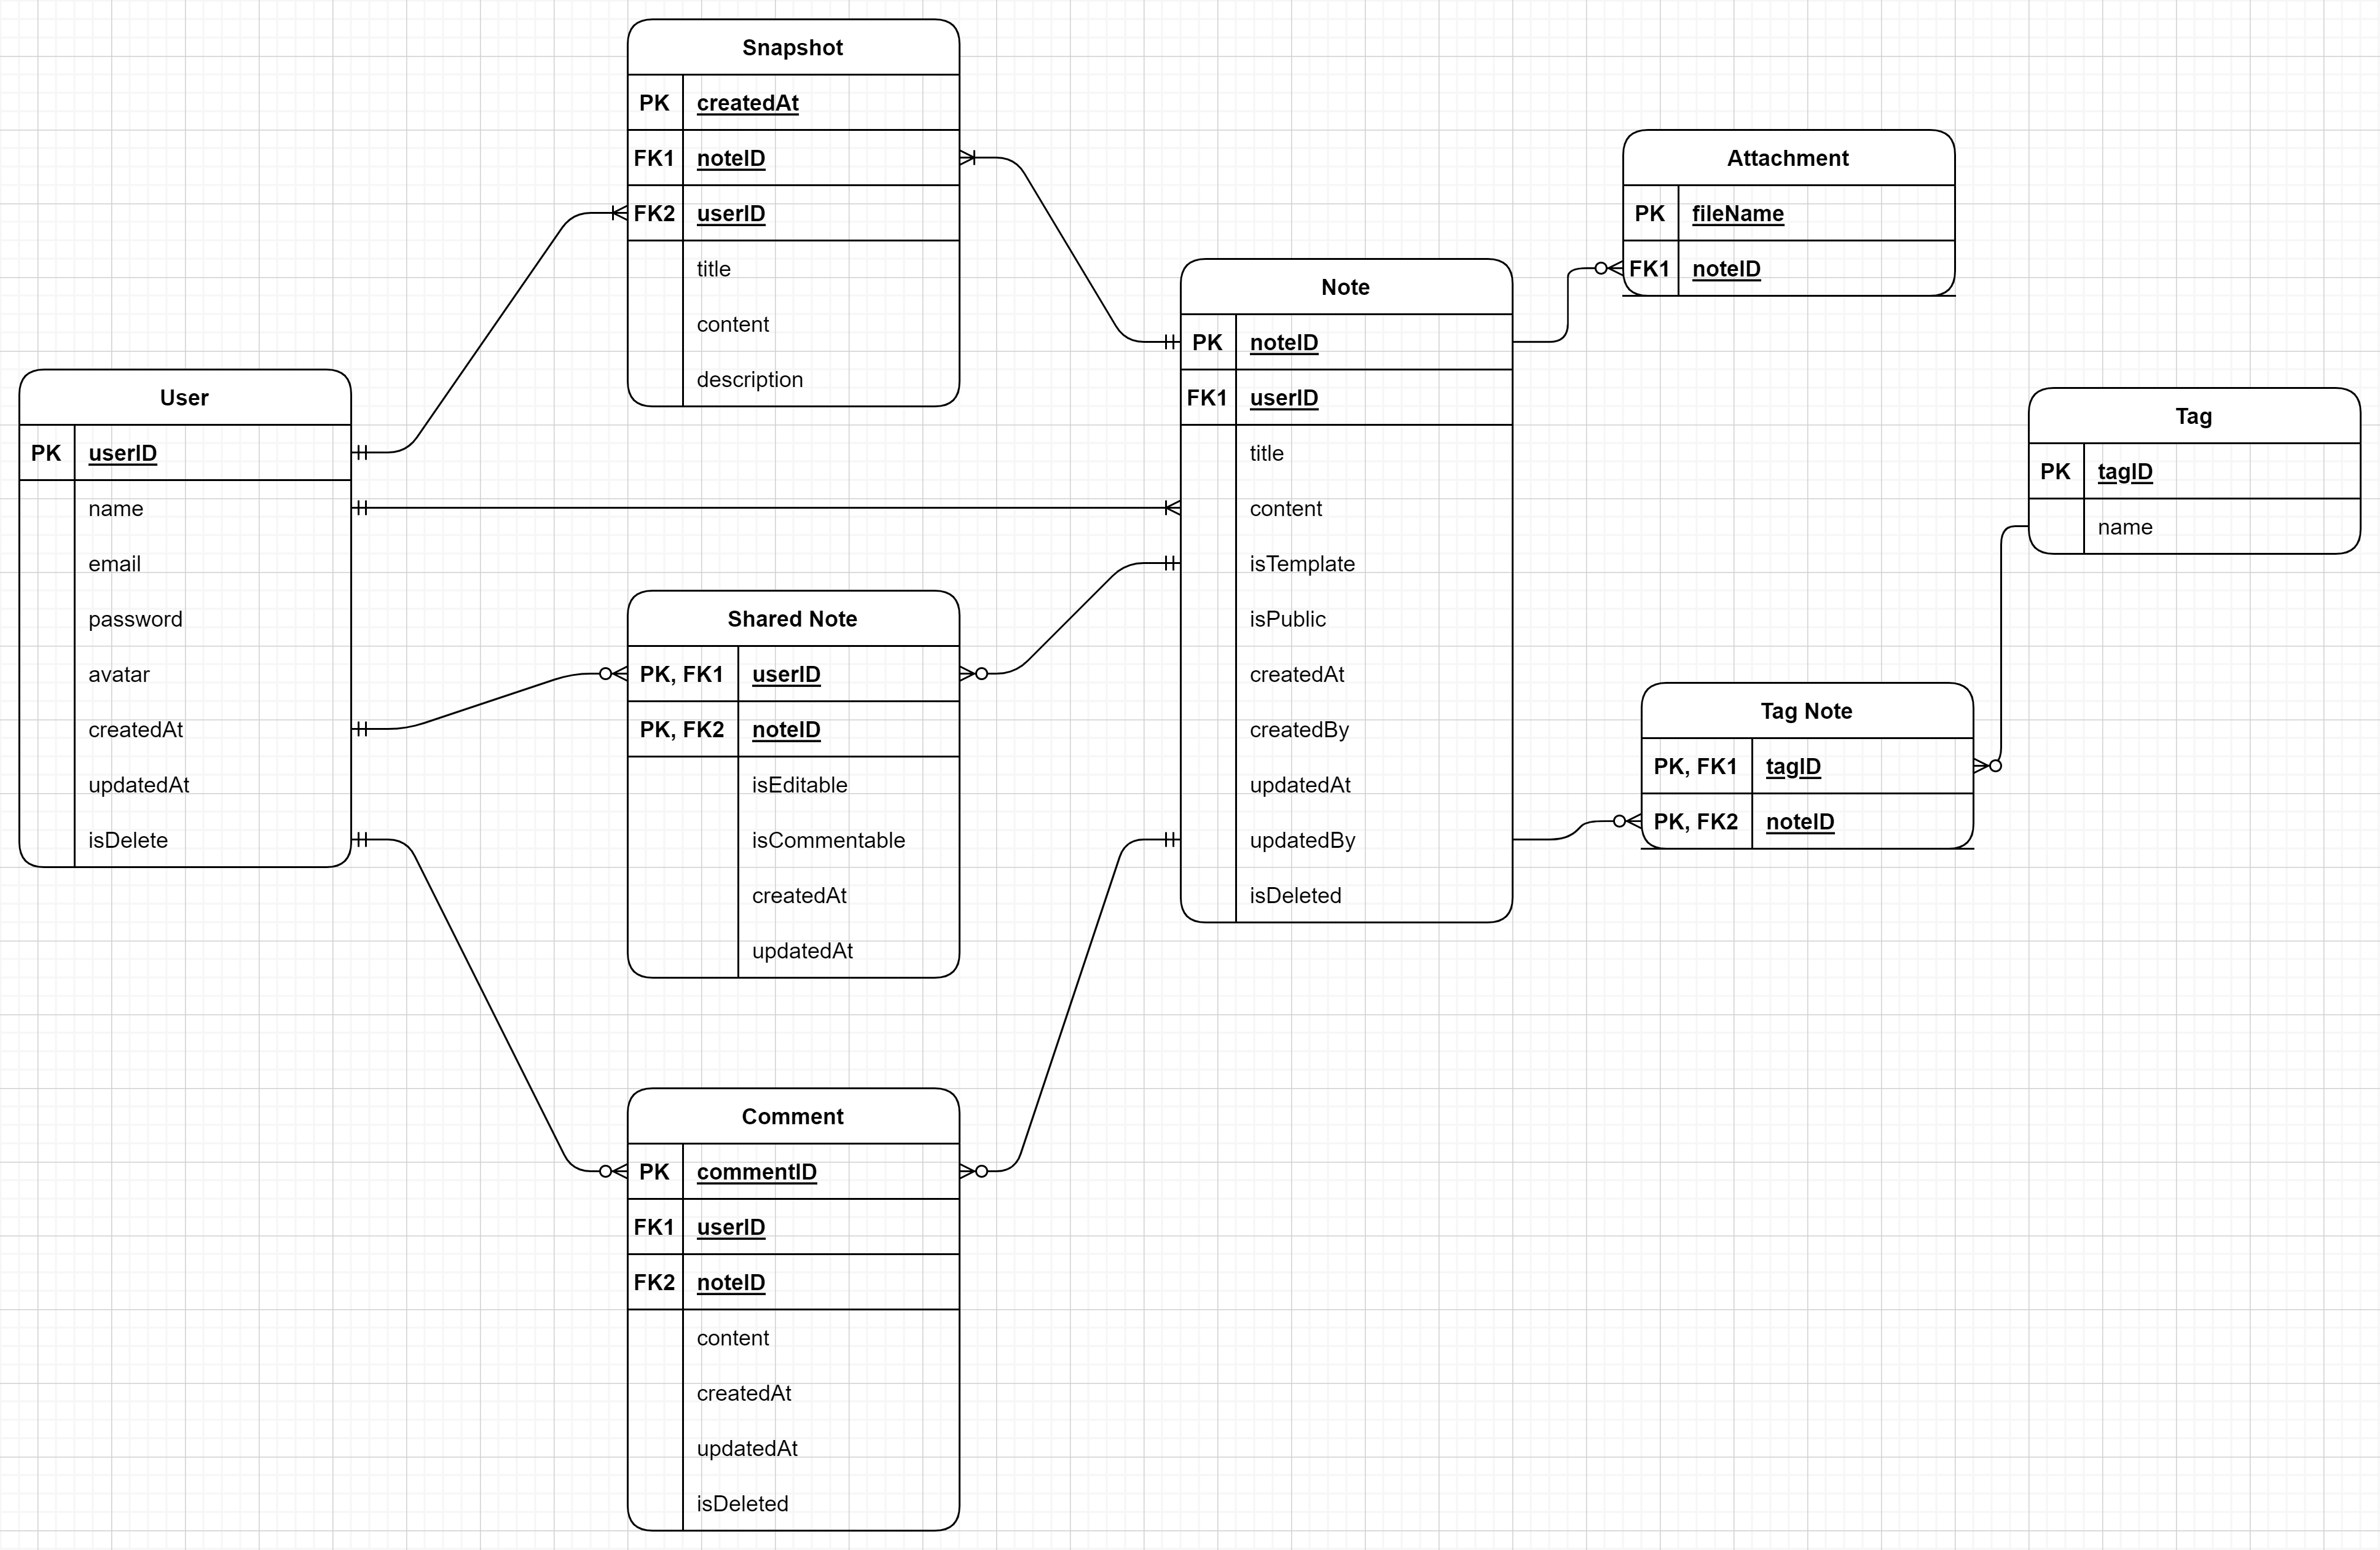 Snapshot
PK createdAt
FK1 noteID
FK2 userID
title
content
description
Attachment
PK fileName
FK1 noteID
Note
PK noteID
FK1 userID
title
content
isTemplate
isPublic
createdAt
createdBy
updatedAt
updatedBy
isDeleted
User
PK userID
name
email
password
avatar
createdAt
updatedAt
isDelete
Tag
PK tagID
name
Shared Note
PK, FK1 userID
PK, FK2 noteID
isEditable
isCommentable
createdAt
updatedAt
Tag Note
PK, FK1 tagID
PK, FK2 noteID
Comment
PK commentID
FK1 userID
FK2 noteID
content
createdAt
updatedAt
isDeleted